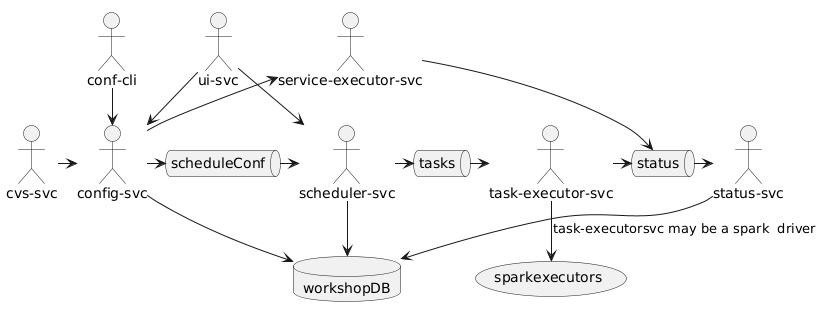 conf-cli
ui-svc
service-executor-svc
cvs-svc
config-svc
scheduleConf
scheduler-svc
tasks
task-executor-svc
status
status-svc
task-executorsvc may be a spark  driver
workshopDB
sparkexecutors